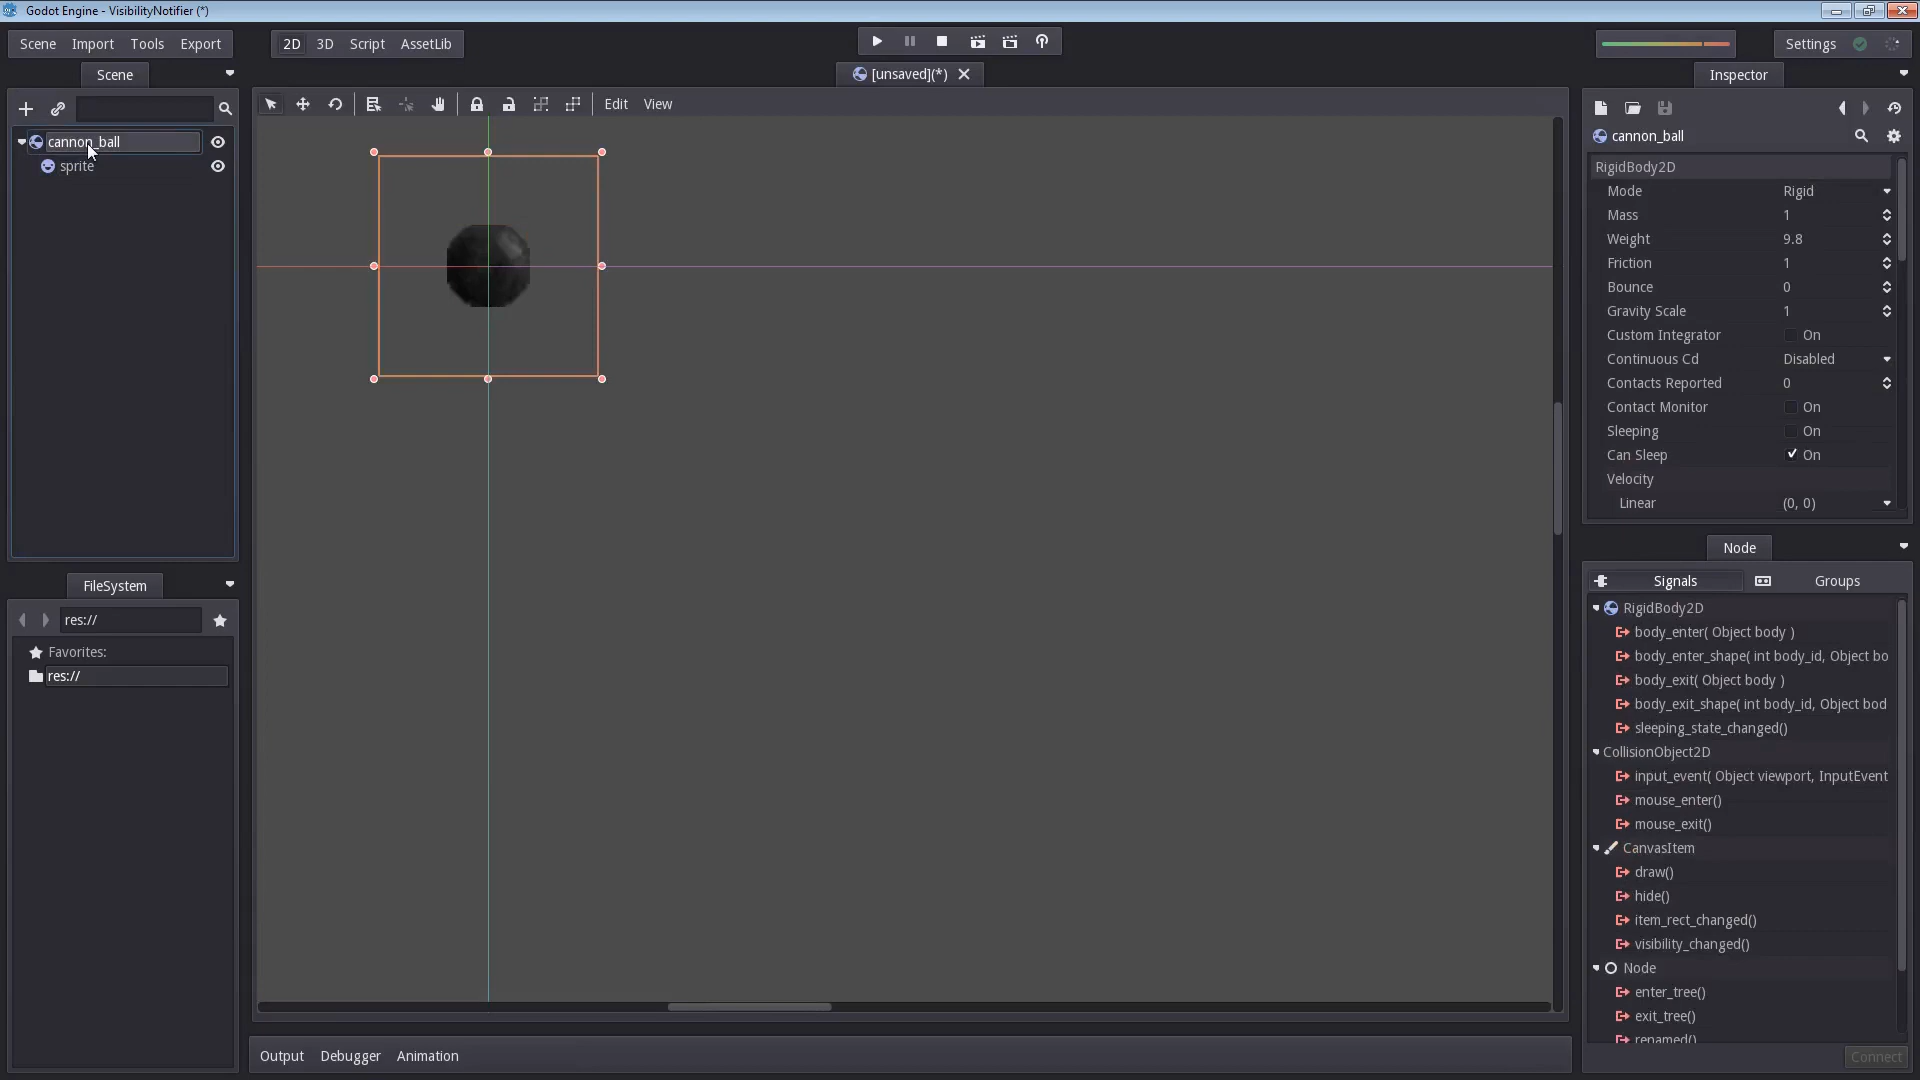 Godot Engine - VisibilityNotifier (*)
Scene Import Tools Export
2D 3D Script AssetLib
Settings
Scene
[unsaved](*)
Inspector
Edit View
cannon_ball
sprite
cannon_ball
RigidBody2D
Mode Rigid
Mass 1
Weight 9.8
Friction 1
Bounce 0
Gravity Scale 1
Custom Integrator On
Continuous Cd Disabled
Contacts Reported 0
Contact Monitor On
Sleeping On
Can Sleep On
Velocity
Linear (0, 0)
FileSystem
res://
Favorites:
res://
Node
Signals Groups
RigidBody2D
body_enter( Object body )
body_enter_shape( int body_id, Object bo
body_exit( Object body )
body_exit_shape( int body_id, Object bod
sleeping_state_changed()
CollisionObject2D
input_event( Object viewport, InputEvent
mouse_enter()
mouse_exit()
CanvasItem
draw()
hide()
item_rect_changed()
visibility_changed()
Node
enter_tree()
exit_tree()
renamed()
Connect
Output Debugger Animation